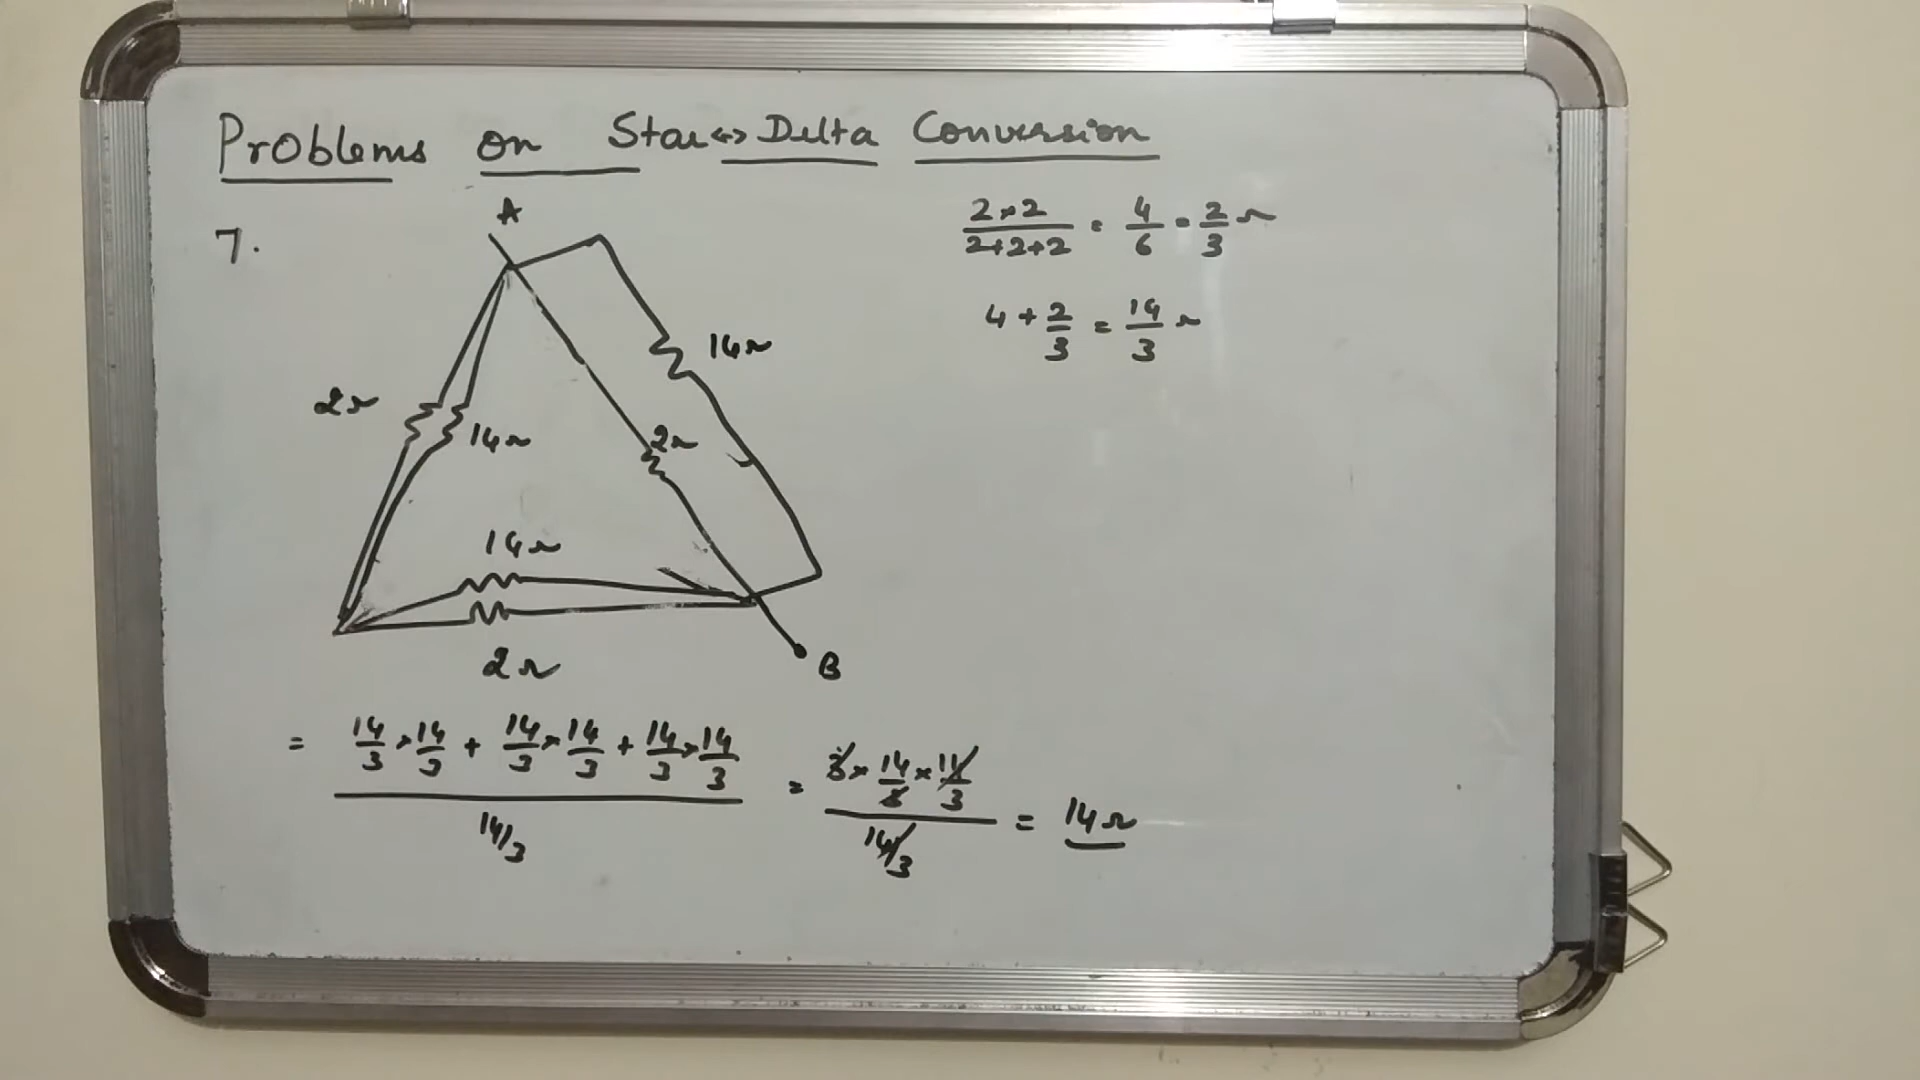 Problems on Star<->Delta Conversion
7.
A
2×2/2+2+2 = 4/6 = 2/3 Ω
4 + 2/3 = 14/3 Ω
14Ω
2Ω
14Ω
2Ω
14Ω
2Ω
B
= 14/3 × 14/3 + 14/3 × 14/3 + 14/3 × 14/3 / 14/3 = 3 × 14/3 × 14/3 / 14/3 = 14Ω